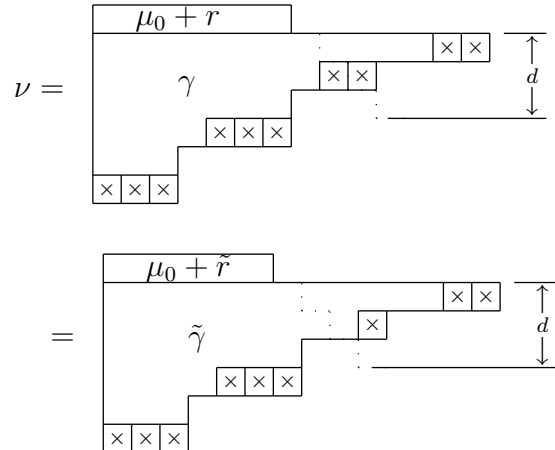 μ₀ + r
× ×
ν = γ × × d
× × ×
× × ×
μ₀ + r̃
× ×
= γ̃ × d
× × ×
× × ×